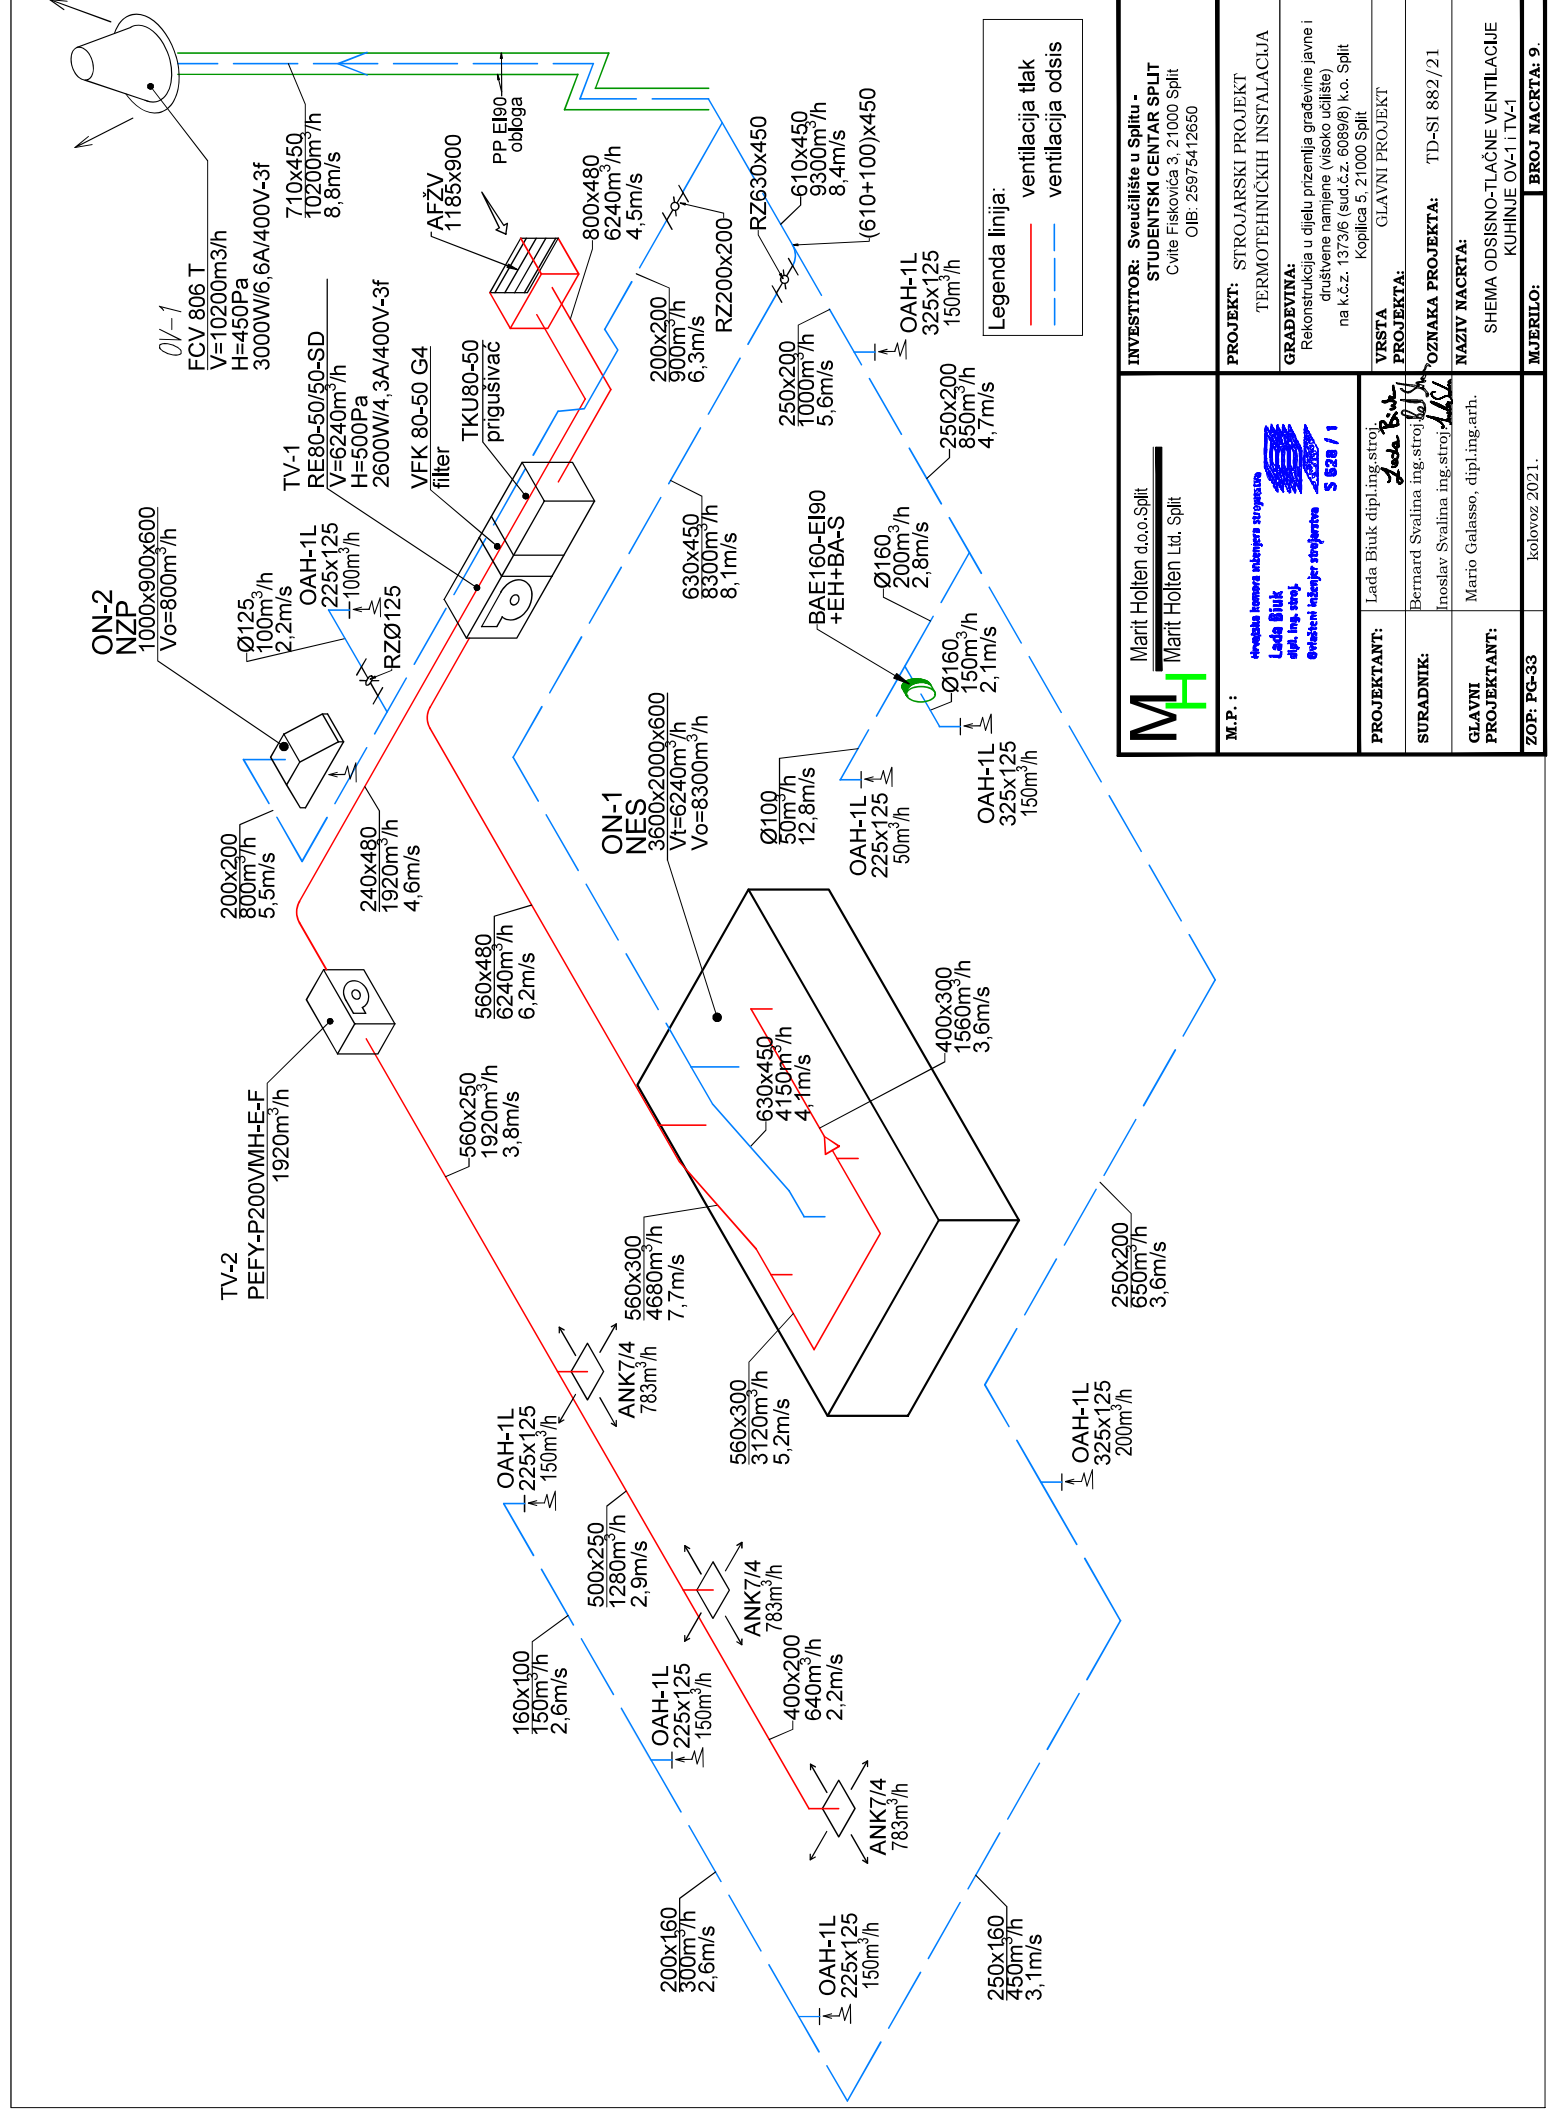 OV-1
FCV 806 T
V=10200m3/h
H=450Pa
3000W/6,6A/400V-3f
710x450
10200m³/h
8,8m/s
PP EI90
obloga
TV-1
RE80-50/50-SD
V=6240m³/h
H=500Pa
2600W/4,3A/400V-3f
VFK 80-50 G4
filter
TKU80-50
prigušivač
AFŽV
1185x900
800x480
6240m³/h
4,5m/s
200x200
900m³/h
6,3m/s
RZ200x200
RZ630x450
610x450
9300m³/h
8,4m/s
(610+100)x450
ON-2
NZP
1000x900x600
Vo=800m³/h
Ø125
100m³/h
2,2m/s
OAH-1L
225x125
100m³/h
RZØ125
200x200
800m³/h
5,5m/s
240x480
1920m³/h
4,6m/s
630x450
8300m³/h
8,1m/s
250x200
1000m³/h
5,6m/s
OAH-1L
325x125
150m³/h
250x200
850m³/h
4,7m/s
BAE160-EI90
+EH+BA-S
Ø160
200m³/h
2,8m/s
Ø160
150m³/h
2,1m/s
OAH-1L
325x125
150m³/h
Ø100
50m³/h
12,8m/s
OAH-1L
225x125
50m³/h
ON-1
NES
3600x2000x600
Vt=6240m³/h
Vo=8300m³/h
560x480
6240m³/h
6,2m/s
630x450
4150m³/h
4,1m/s
400x300
1560m³/h
3,6m/s
560x300
4680m³/h
7,7m/s
560x300
3120m³/h
5,2m/s
TV-2
PEFY-P200VMH-E-F
1920m³/h
560x250
1920m³/h
3,8m/s
ANK7/4
783m³/h
OAH-1L
225x125
150m³/h
500x250
1280m³/h
2,9m/s
ANK7/4
783m³/h
160x100
150m³/h
2,6m/s
OAH-1L
225x125
150m³/h
400x200
640m³/h
2,2m/s
ANK7/4
783m³/h
200x160
300m³/h
2,6m/s
OAH-1L
225x125
150m³/h
250x160
450m³/h
3,1m/s
OAH-1L
325x125
200m³/h
250x200
650m³/h
3,6m/s
Legenda linija:
ventilacija tlak
ventilacija odsis
MH
Marit Holten d.o.o.Split
Marit Holten Ltd. Split
INVESTITOR: Sveučilište u Splitu -
STUDENTSKI CENTAR SPLIT
Cvite Fiskovića 3, 21000 Split
OIB: 25975412650
M.P. :
Hrvatska komora inženjera strojarstva
Lada Biuk
dipl. ing. stroj.
Ovlašteni inženjer strojarstva
S 628 / 1
PROJEKT: STROJARSKI PROJEKT
TERMOTEHNIČKIH INSTALACIJA
GRAĐEVINA:
Rekonstrukcija u dijelu prizemlja građevine javne i
društvene namjene (visoko učilište)
na k.č.z. 1373/6 (sud.č.z. 6089/8) k.o. Split
Kopilica 5, 21000 Split
VRSTA
PROJEKTA: GLAVNI PROJEKT
PROJEKTANT: Lada Biuk dipl.ing.stroj.
Lada Biuk
SURADNIK: Bernard Svalina ing.stroj.
Inoslav Svalina ing.stroj.
OZNAKA PROJEKTA: TD-SI 882/21
GLAVNI
PROJEKTANT: Mario Galasso, dipl.ing.arh.
NAZIV NACRTA:
SHEMA ODSISNO-TLAČNE VENTILACIJE
KUHINJE OV-1 i TV-1
ZOP: PG-33
kolovoz 2021.
MJERILO:
BROJ NACRTA: 9.